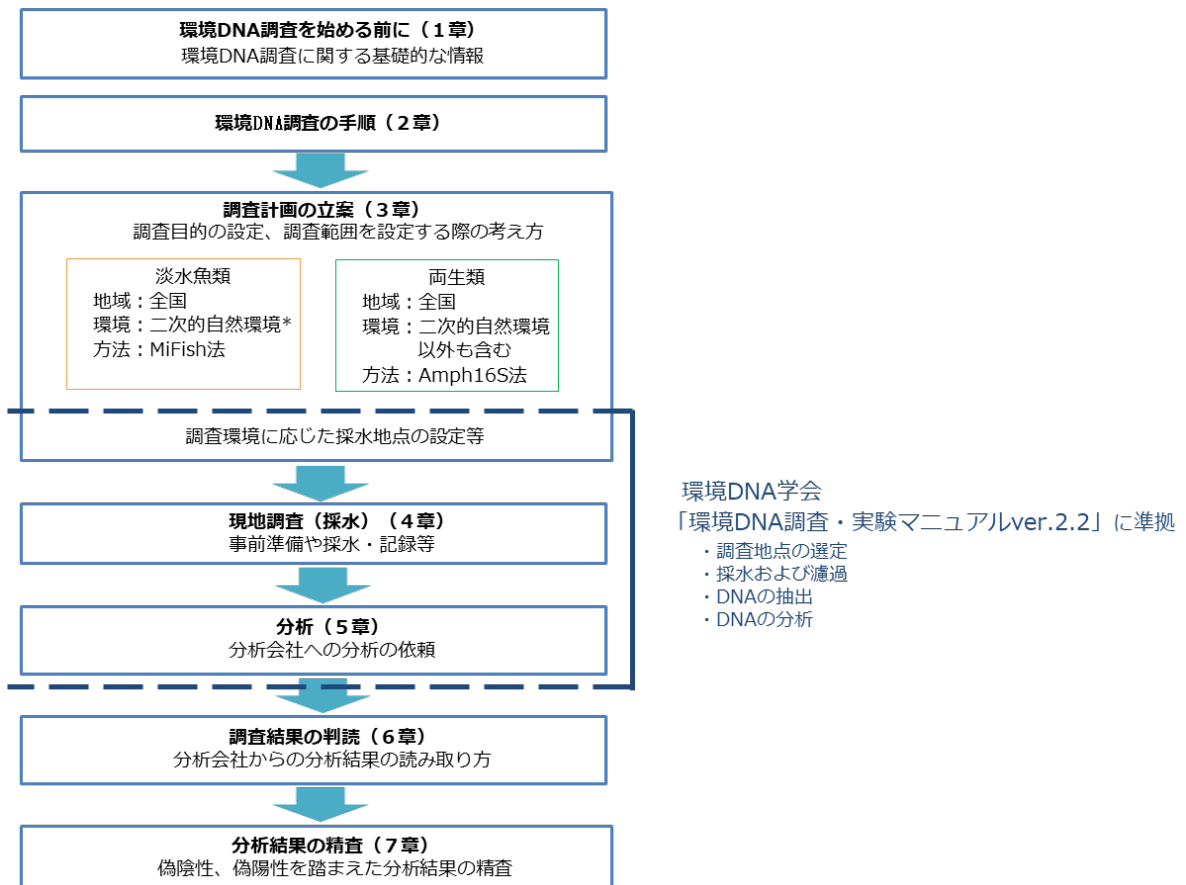 環境DNA調査を始める前に（１章）
環境DNA調査に関する基礎的な情報
環境DNA調査の手順（２章）
調査計画の立案（３章）
調査目的の設定、調査範囲を設定する際の考え方
淡水魚類
地域：全国
環境：二次的自然環境*
方法：MiFish法
両生類
地域：全国
環境：二次的自然環境
以外も含む
方法：Amph16S法
調査環境に応じた採水地点の設定等
現地調査（採水）（４章）
事前準備や採水・記録等
分析（５章）
分析会社への分析の依頼
環境DNA学会
「環境DNA調査・実験マニュアルver.2.2」に準拠
・調査地点の選定
・採水および濾過
・DNAの抽出
・DNAの分析
調査結果の判読（６章）
分析会社からの分析結果の読み取り方
分析結果の精査（７章）
偽陰性、偽陽性を踏まえた分析結果の精査